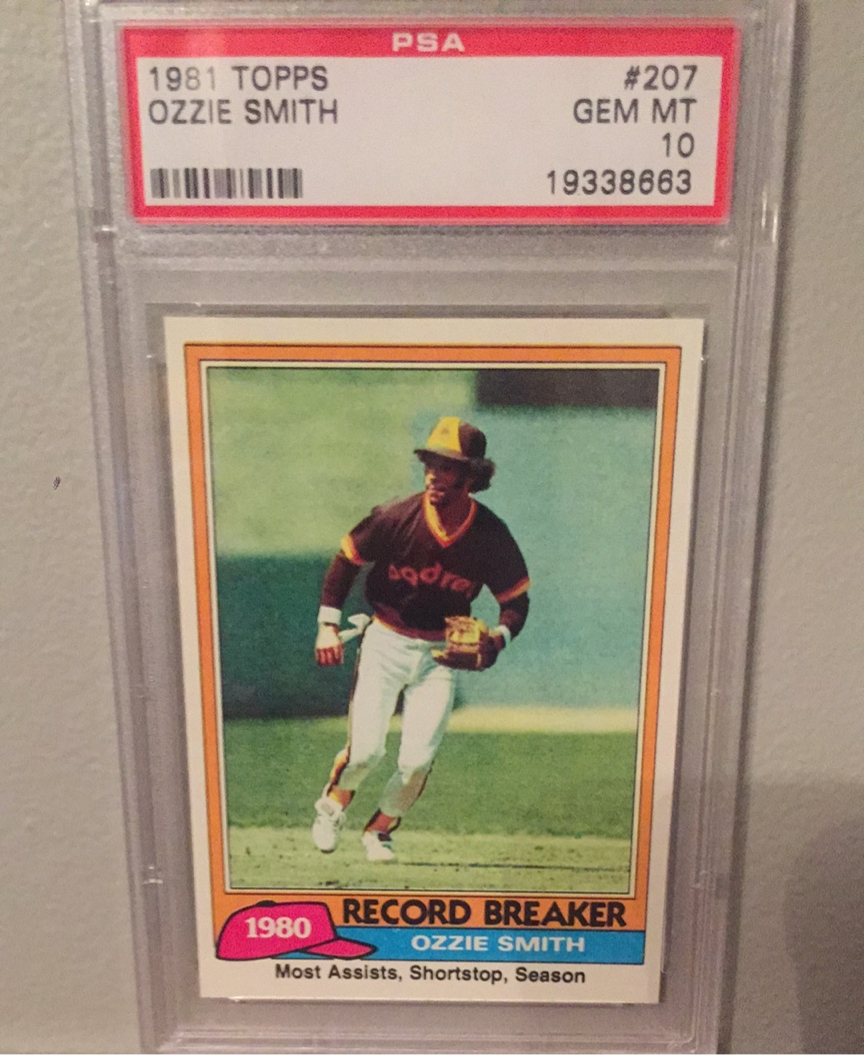 PSA
1981 TOPPS #207
OZZIE SMITH GEM MT
10
19338663
padres
1980 RECORD BREAKER
OZZIE SMITH
Most Assists, Shortstop, Season